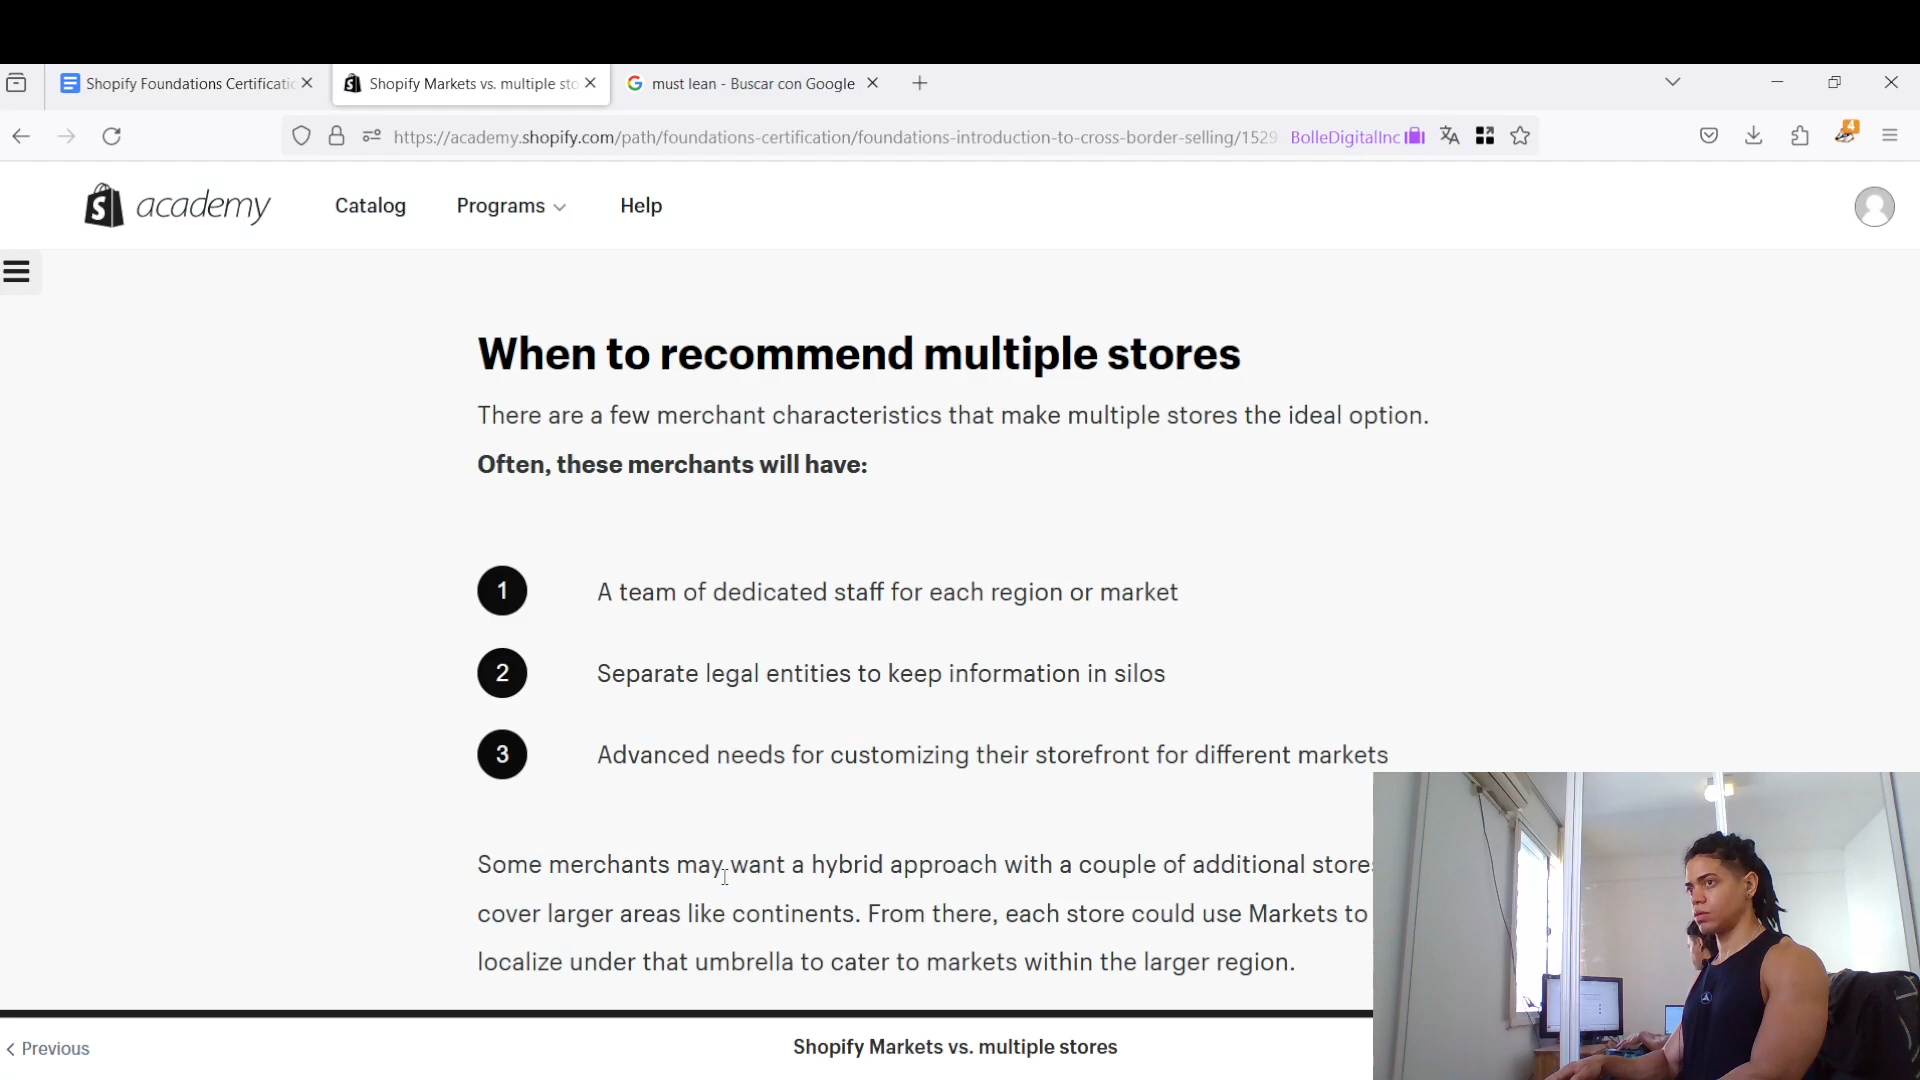 Shopify Foundations Certificatic
Shopify Markets vs. multiple sto
must lean - Buscar con Google
https://academy.shopify.com/path/foundations-certification/foundations-introduction-to-cross-border-selling/1529
BolleDigitalInc
4
academy
Catalog
Programs
Help
When to recommend multiple stores
There are a few merchant characteristics that make multiple stores the ideal option.
Often, these merchants will have:
1 A team of dedicated staff for each region or market
2 Separate legal entities to keep information in silos
3 Advanced needs for customizing their storefront for different markets
Some merchants may want a hybrid approach with a couple of additional stores
cover larger areas like continents. From there, each store could use Markets to
localize under that umbrella to cater to markets within the larger region.
Previous
Shopify Markets vs. multiple stores